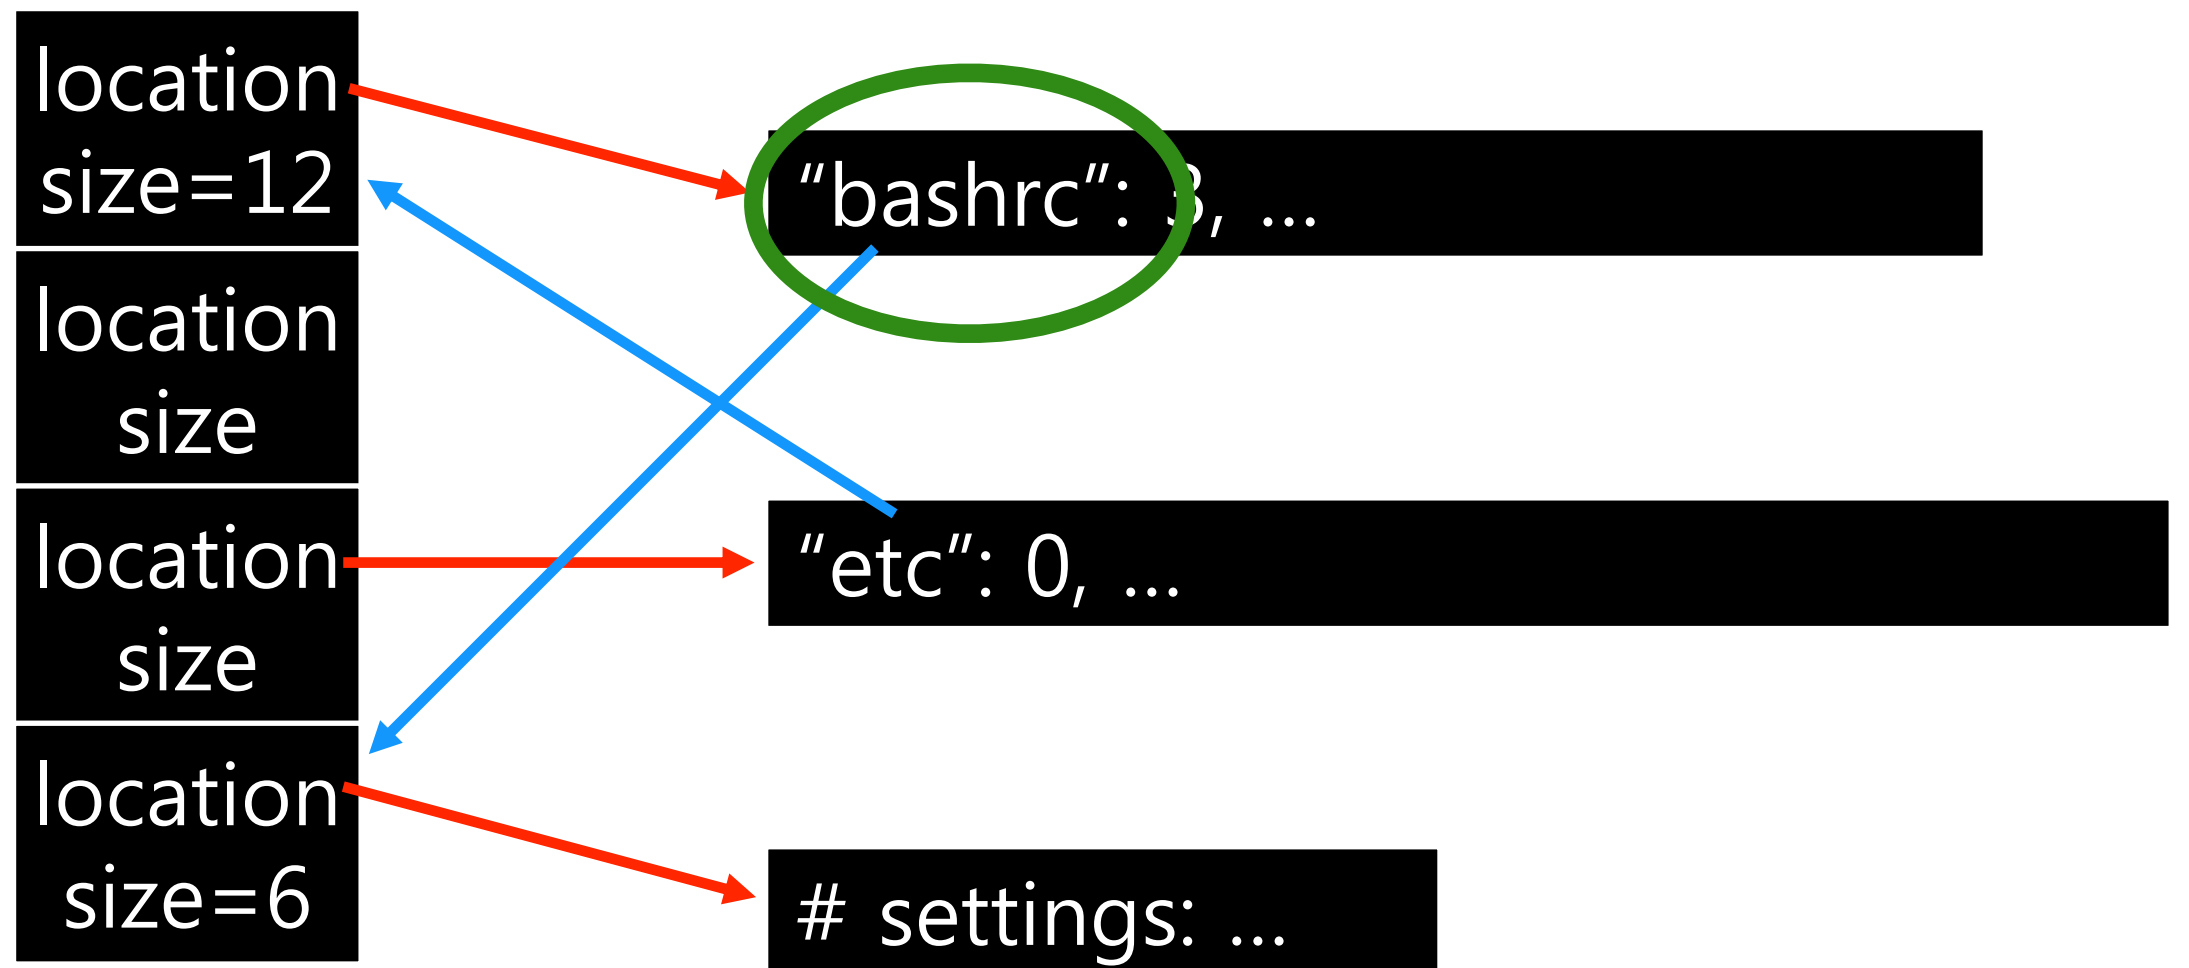 location
size=12
location
size
location
size
location
size=6
“bashrc”: 3, ...
“etc”: 0, ...
# settings: ...